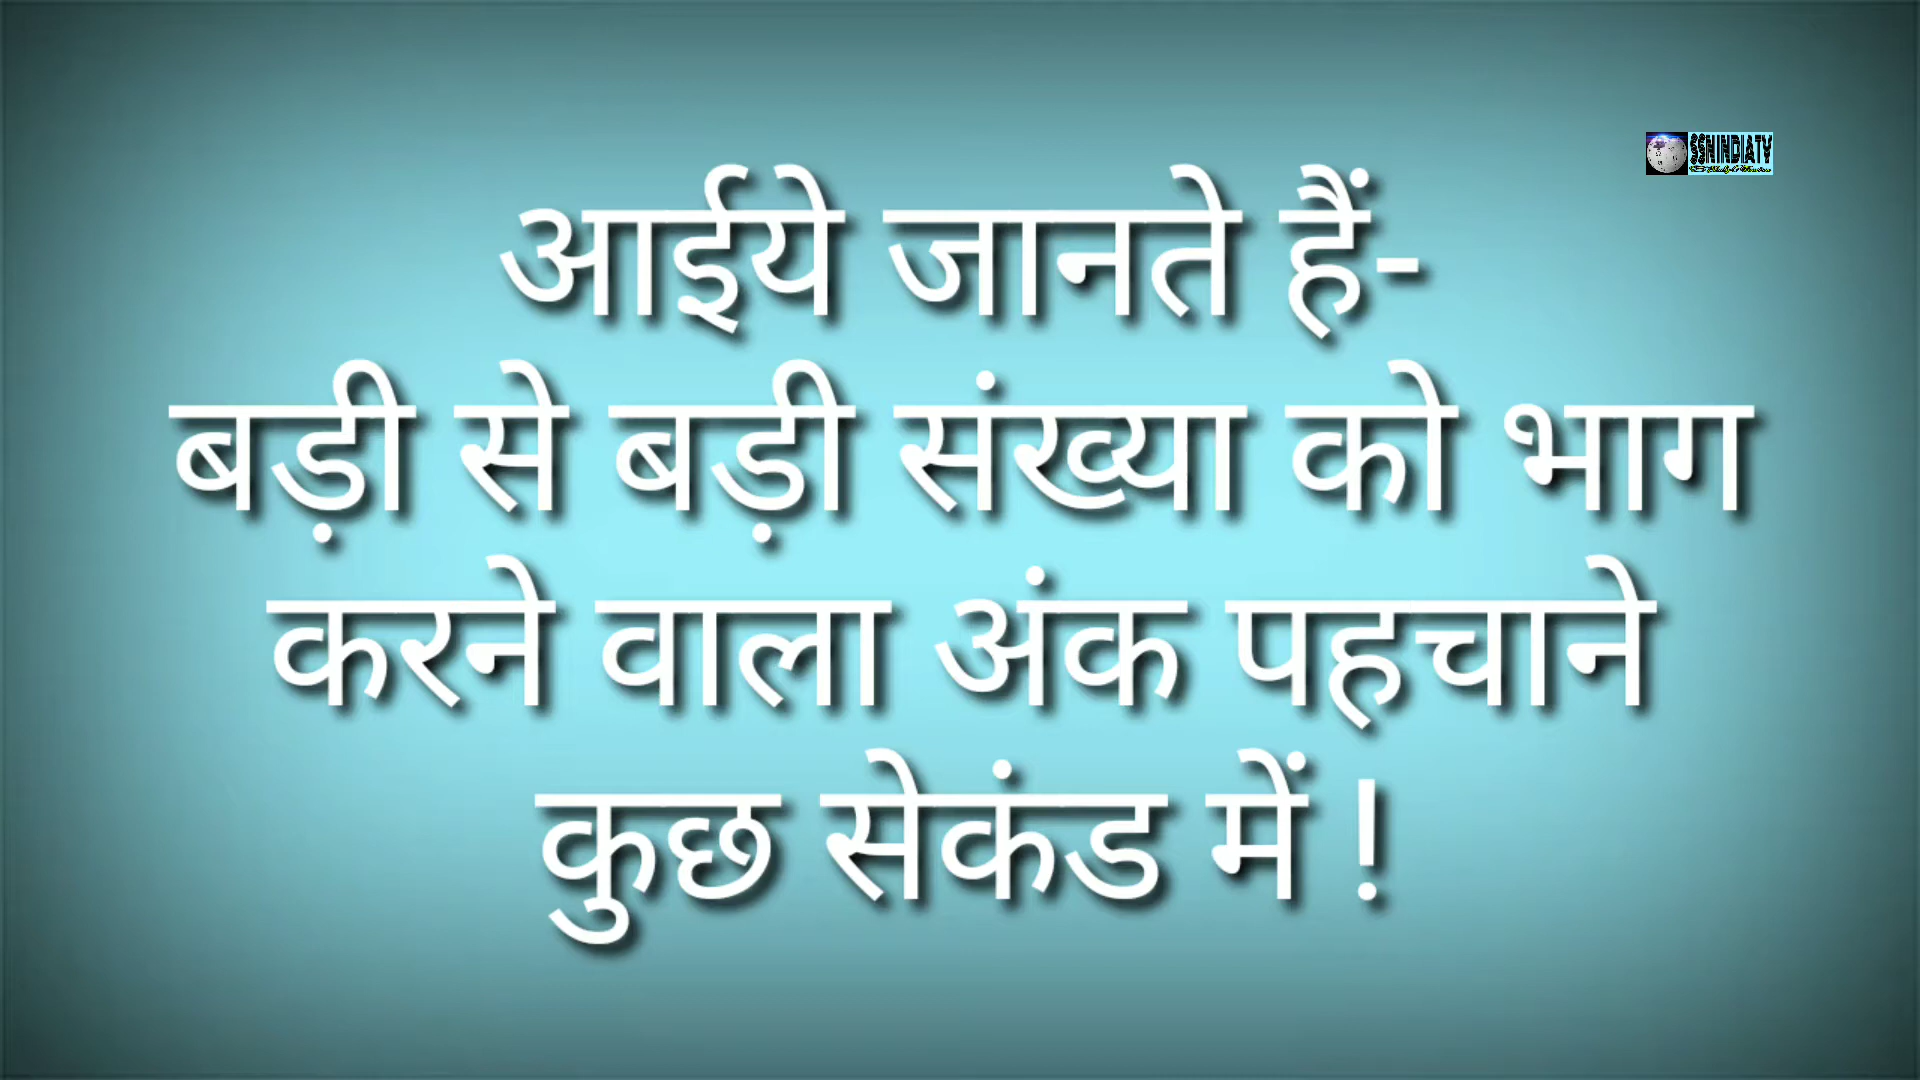 SSNINDIATV
आईये जानते हैं-
बड़ी से बड़ी संख्या को भाग
करने वाला अंक पहचाने
कुछ सेकंड में !